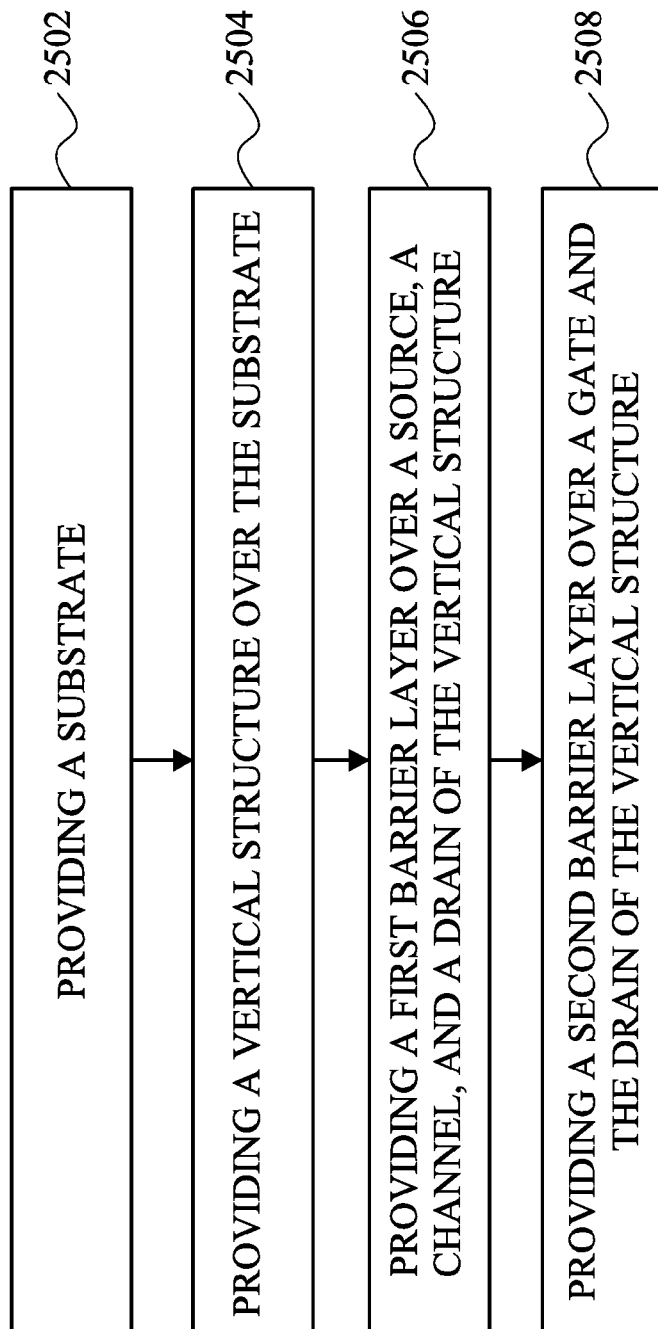 2502
PROVIDING A SUBSTRATE
2504
PROVIDING A VERTICAL STRUCTURE OVER THE SUBSTRATE
2506
PROVIDING A FIRST BARRIER LAYER OVER A SOURCE, A
CHANNEL, AND A DRAIN OF THE VERTICAL STRUCTURE
2508
PROVIDING A SECOND BARRIER LAYER OVER A GATE AND
THE DRAIN OF THE VERTICAL STRUCTURE